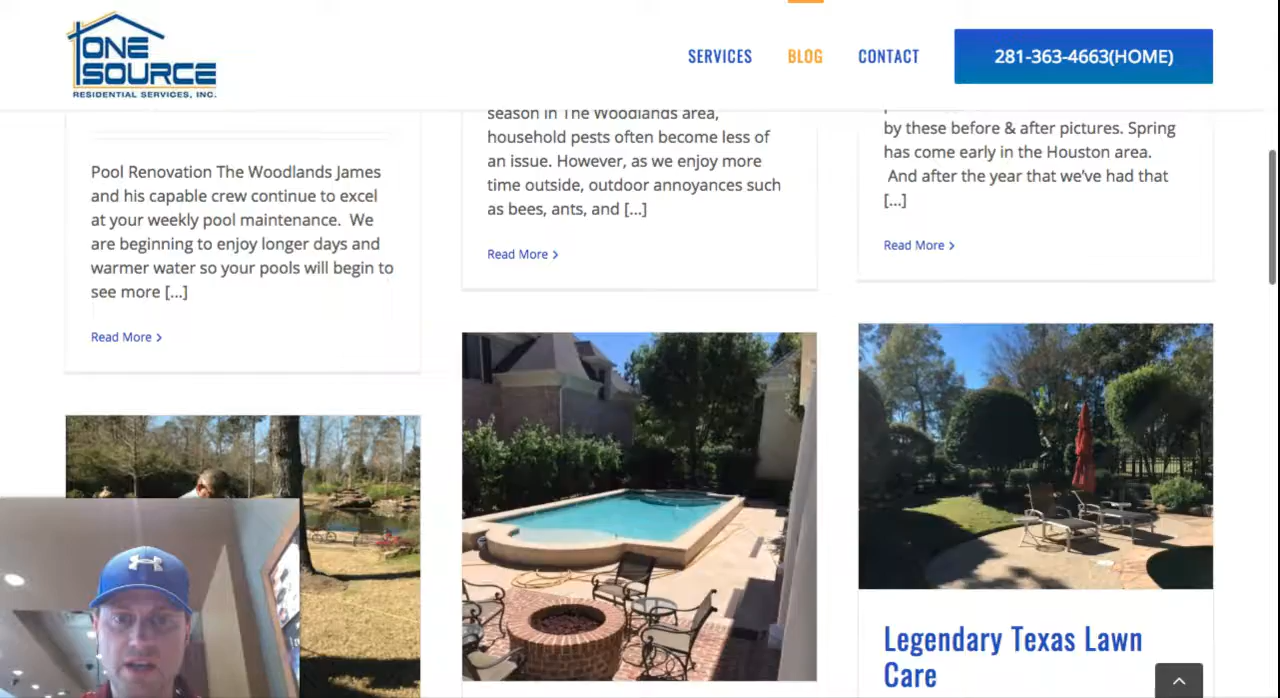 ONE
SOURCE
RESIDENTIAL SERVICES, INC.
SERVICES
BLOG
CONTACT
281-363-4663(HOME)
Pool Renovation The Woodlands James
and his capable crew continue to excel
at your weekly pool maintenance.  We
are beginning to enjoy longer days and
warmer water so your pools will begin to
see more [...]
Read More >
season in The Woodlands area,
household pests often become less of
an issue. However, as we enjoy more
time outside, outdoor annoyances such
as bees, ants, and [...]
Read More >
by these before & after pictures. Spring
has come early in the Houston area.
And after the year that we’ve had that
[...]
Read More >
Legendary Texas Lawn
Care